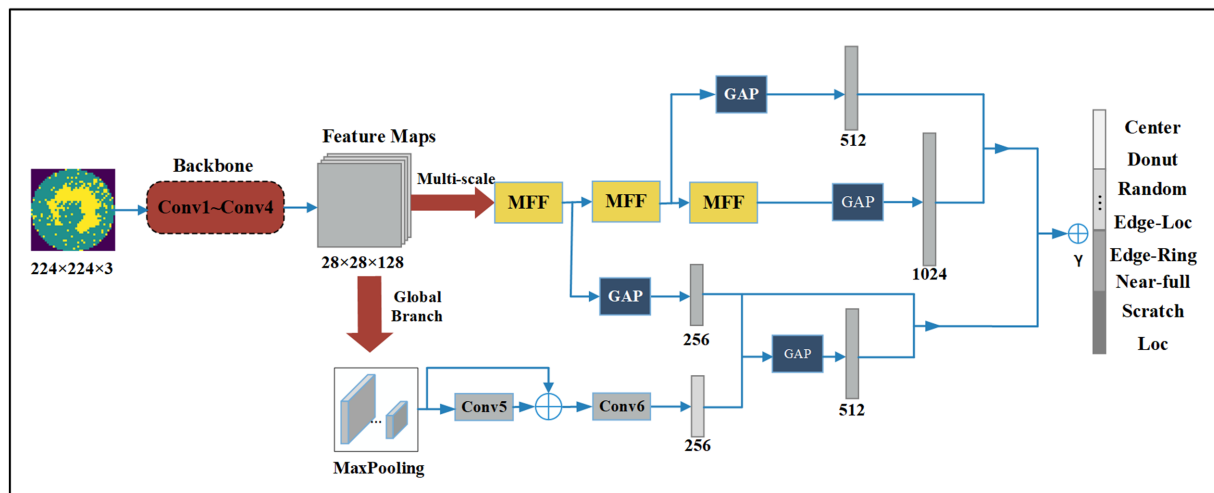 Backbone
Conv1~Conv4
224×224×3
Feature Maps
28×28×128
Multi-scale
MFF
MFF
MFF
GAP
512
GAP
1024
GAP
256
GAP
512
Global
Branch
...
MaxPooling
Conv5
Conv6
256
γ
Center
Donut
Random
Edge-Loc
Edge-Ring
Near-full
Scratch
Loc